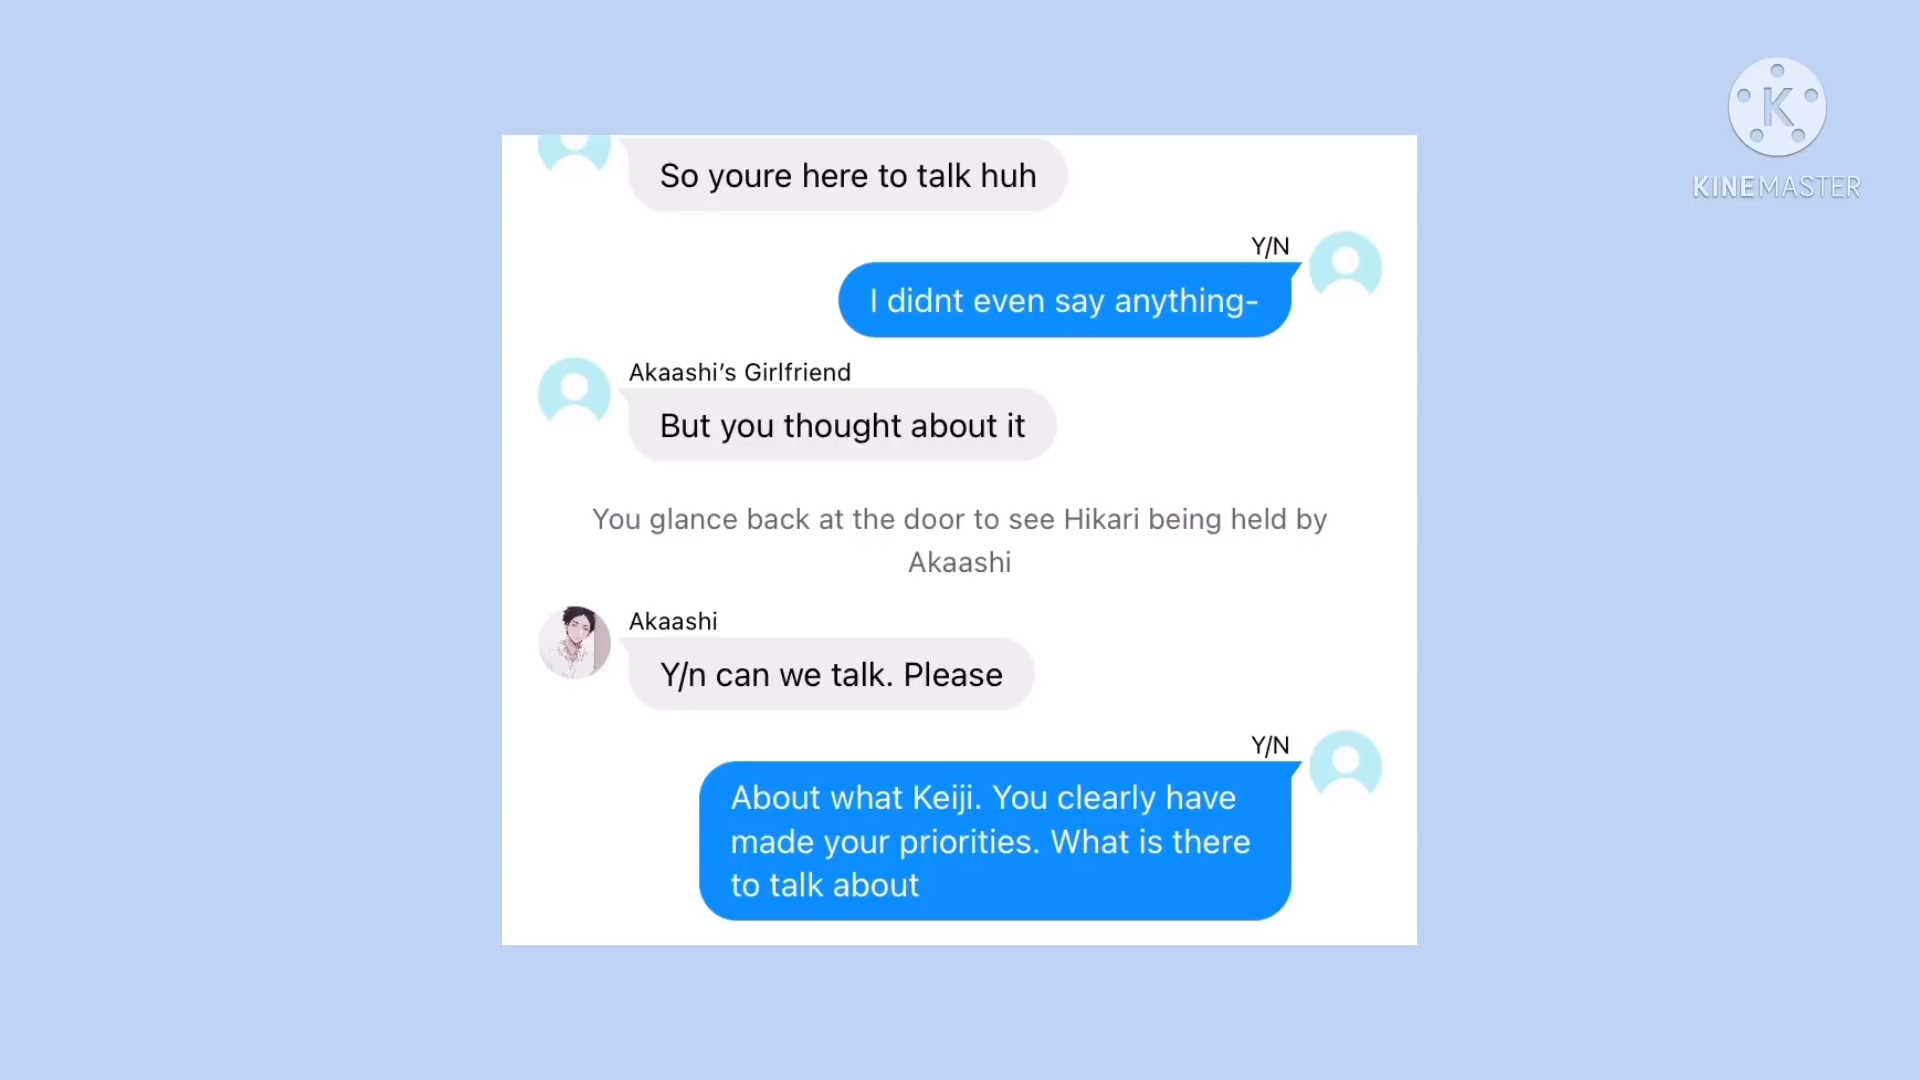 So youre here to talk huh
Y/N
I didnt even say anything-
Akaashi’s Girlfriend
But you thought about it
You glance back at the door to see Hikari being held by
Akaashi
Akaashi
Y/n can we talk. Please
Y/N
About what Keiji. You clearly have
made your priorities. What is there
to talk about
K
KINEMASTER